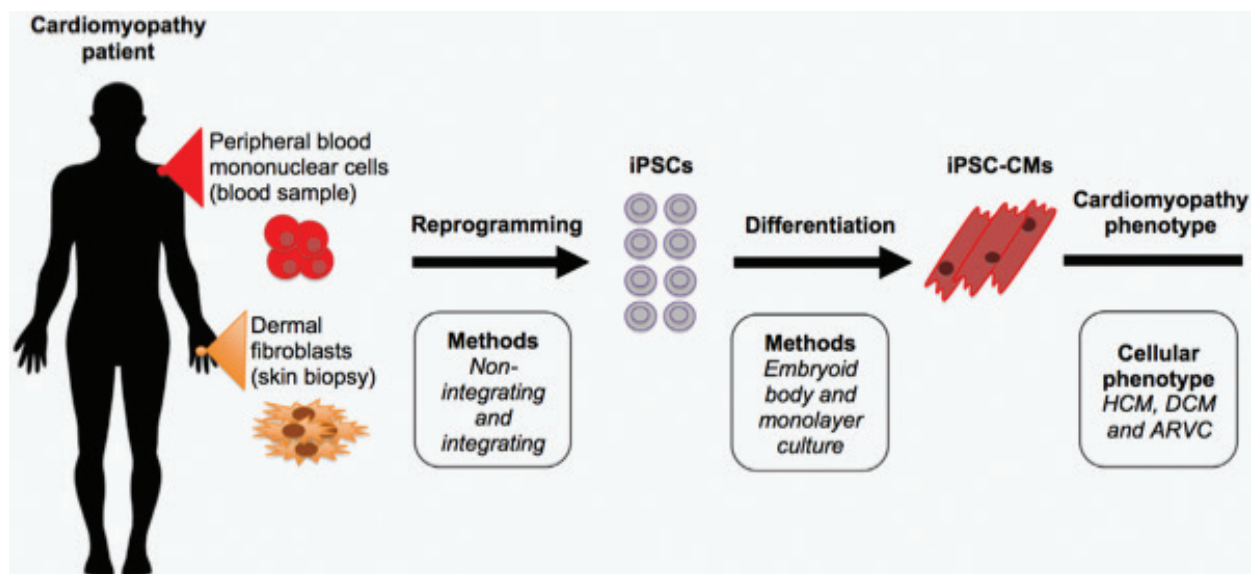 Cardiomyopathy
patient
Peripheral blood
mononuclear cells
(blood sample)
Dermal
fibroblasts
(skin biopsy)
Reprogramming
Methods
Non-
integrating
and
integrating
iPSCs
Differentiation
Methods
Embryoid
body and
monolayer
culture
iPSC-CMs
Cardiomyopathy
phenotype
Cellular
phenotype
HCM, DCM
and ARVC